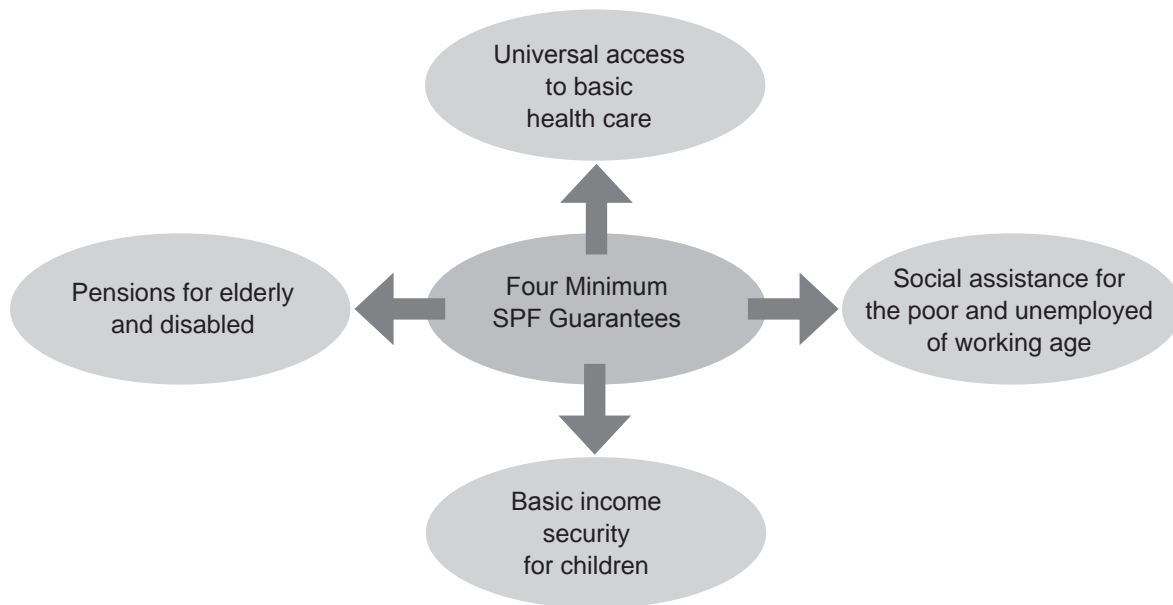 Universal access
to basic
health care
Pensions for elderly
and disabled
Four Minimum
SPF Guarantees
Social assistance for
the poor and unemployed
of working age
Basic income
security
for children